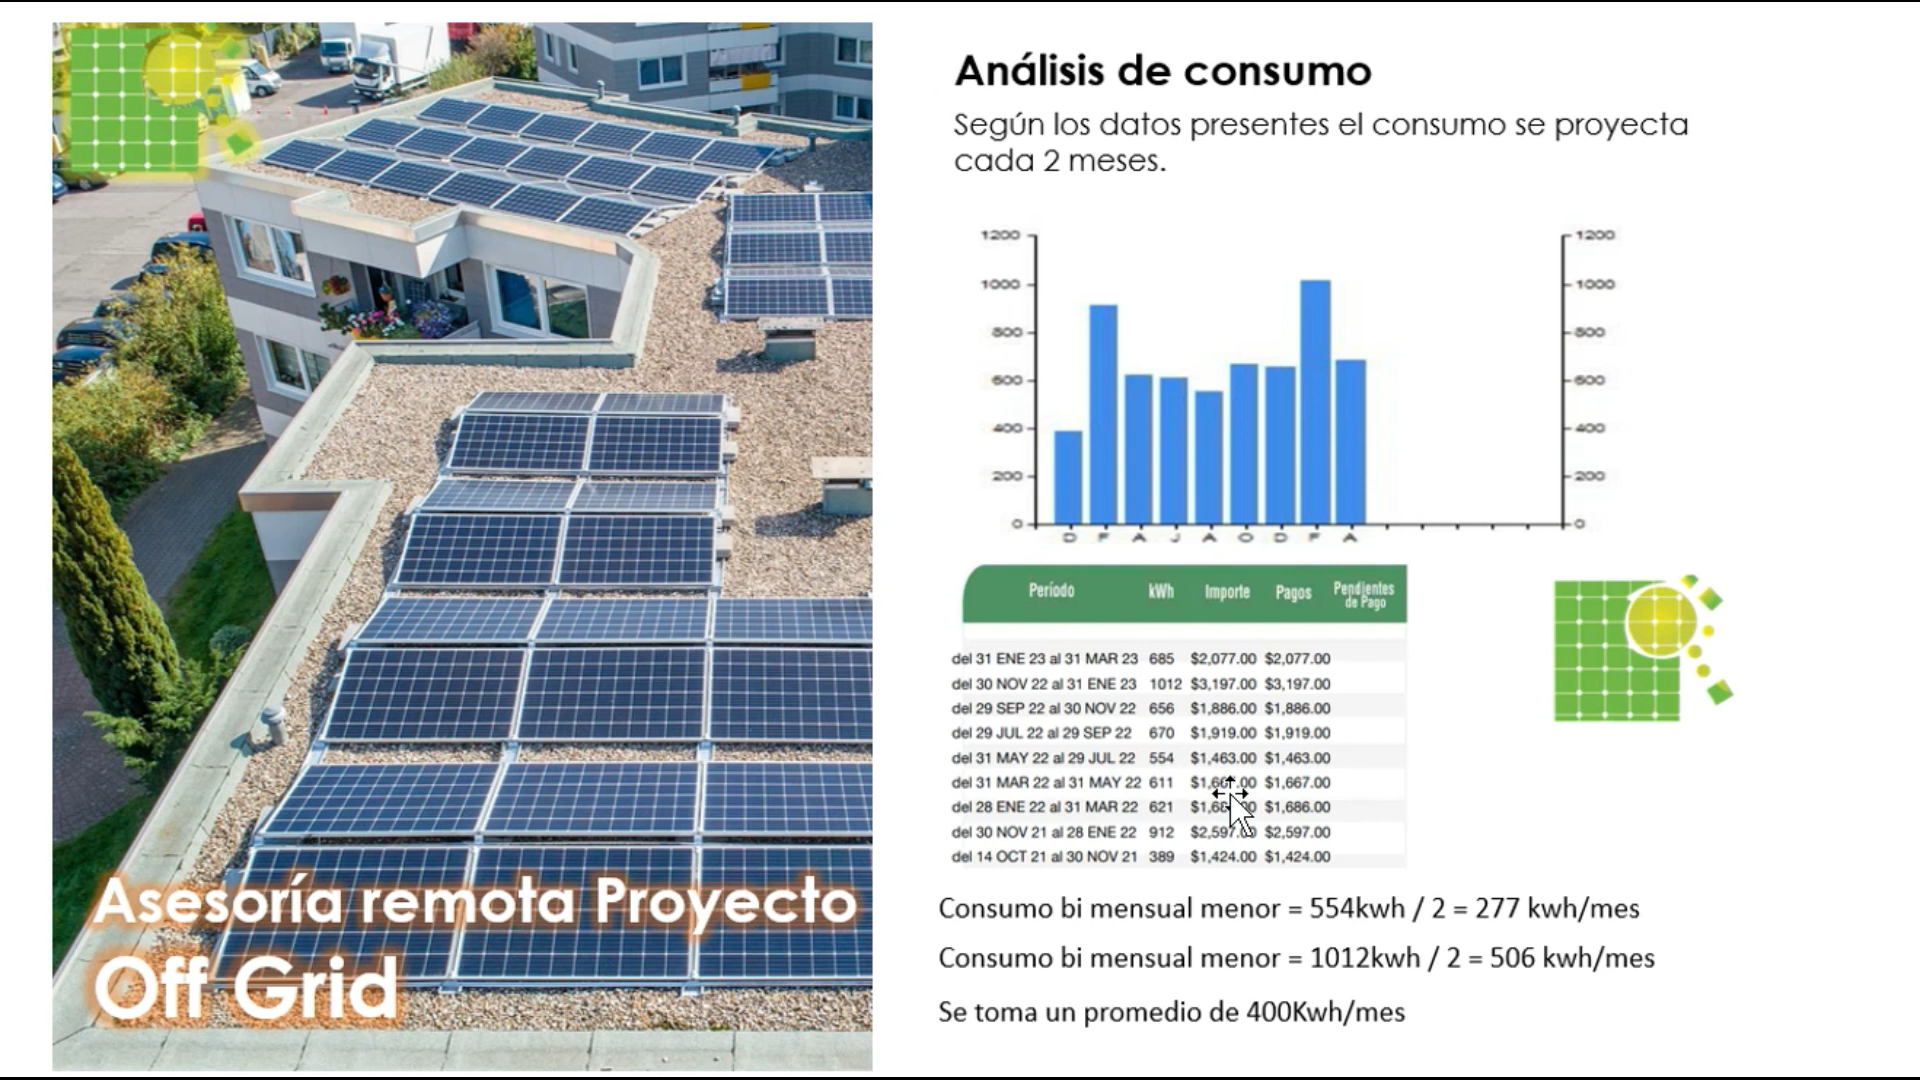 Asesoría remota Proyecto
Off Grid
Análisis de consumo
Según los datos presentes el consumo se proyecta
cada 2 meses.
1200 1200
1000 1000
800 800
600 600
400 400
200 200
0 0
D F A J A O D F A
Período kWh Importe Pagos Pendientes de Pago
del 31 ENE 23 al 31 MAR 23 685 $2,077.00 $2,077.00
del 30 NOV 22 al 31 ENE 23 1012 $3,197.00 $3,197.00
del 29 SEP 22 al 30 NOV 22 656 $1,886.00 $1,886.00
del 29 JUL 22 al 29 SEP 22 670 $1,919.00 $1,919.00
del 31 MAY 22 al 29 JUL 22 554 $1,463.00 $1,463.00
del 31 MAR 22 al 31 MAY 22 611 $1,667.00
del 28 ENE 22 al 31 MAR 22 621 $1,686.00
del 30 NOV 21 al 28 ENE 22 912 $2,597.00 $2,597.00
del 14 OCT 21 al 30 NOV 21 389 $1,424.00 $1,424.00
Consumo bi mensual menor = 554kwh / 2 = 277 kwh/mes
Consumo bi mensual menor = 1012kwh / 2 = 506 kwh/mes
Se toma un promedio de 400Kwh/mes